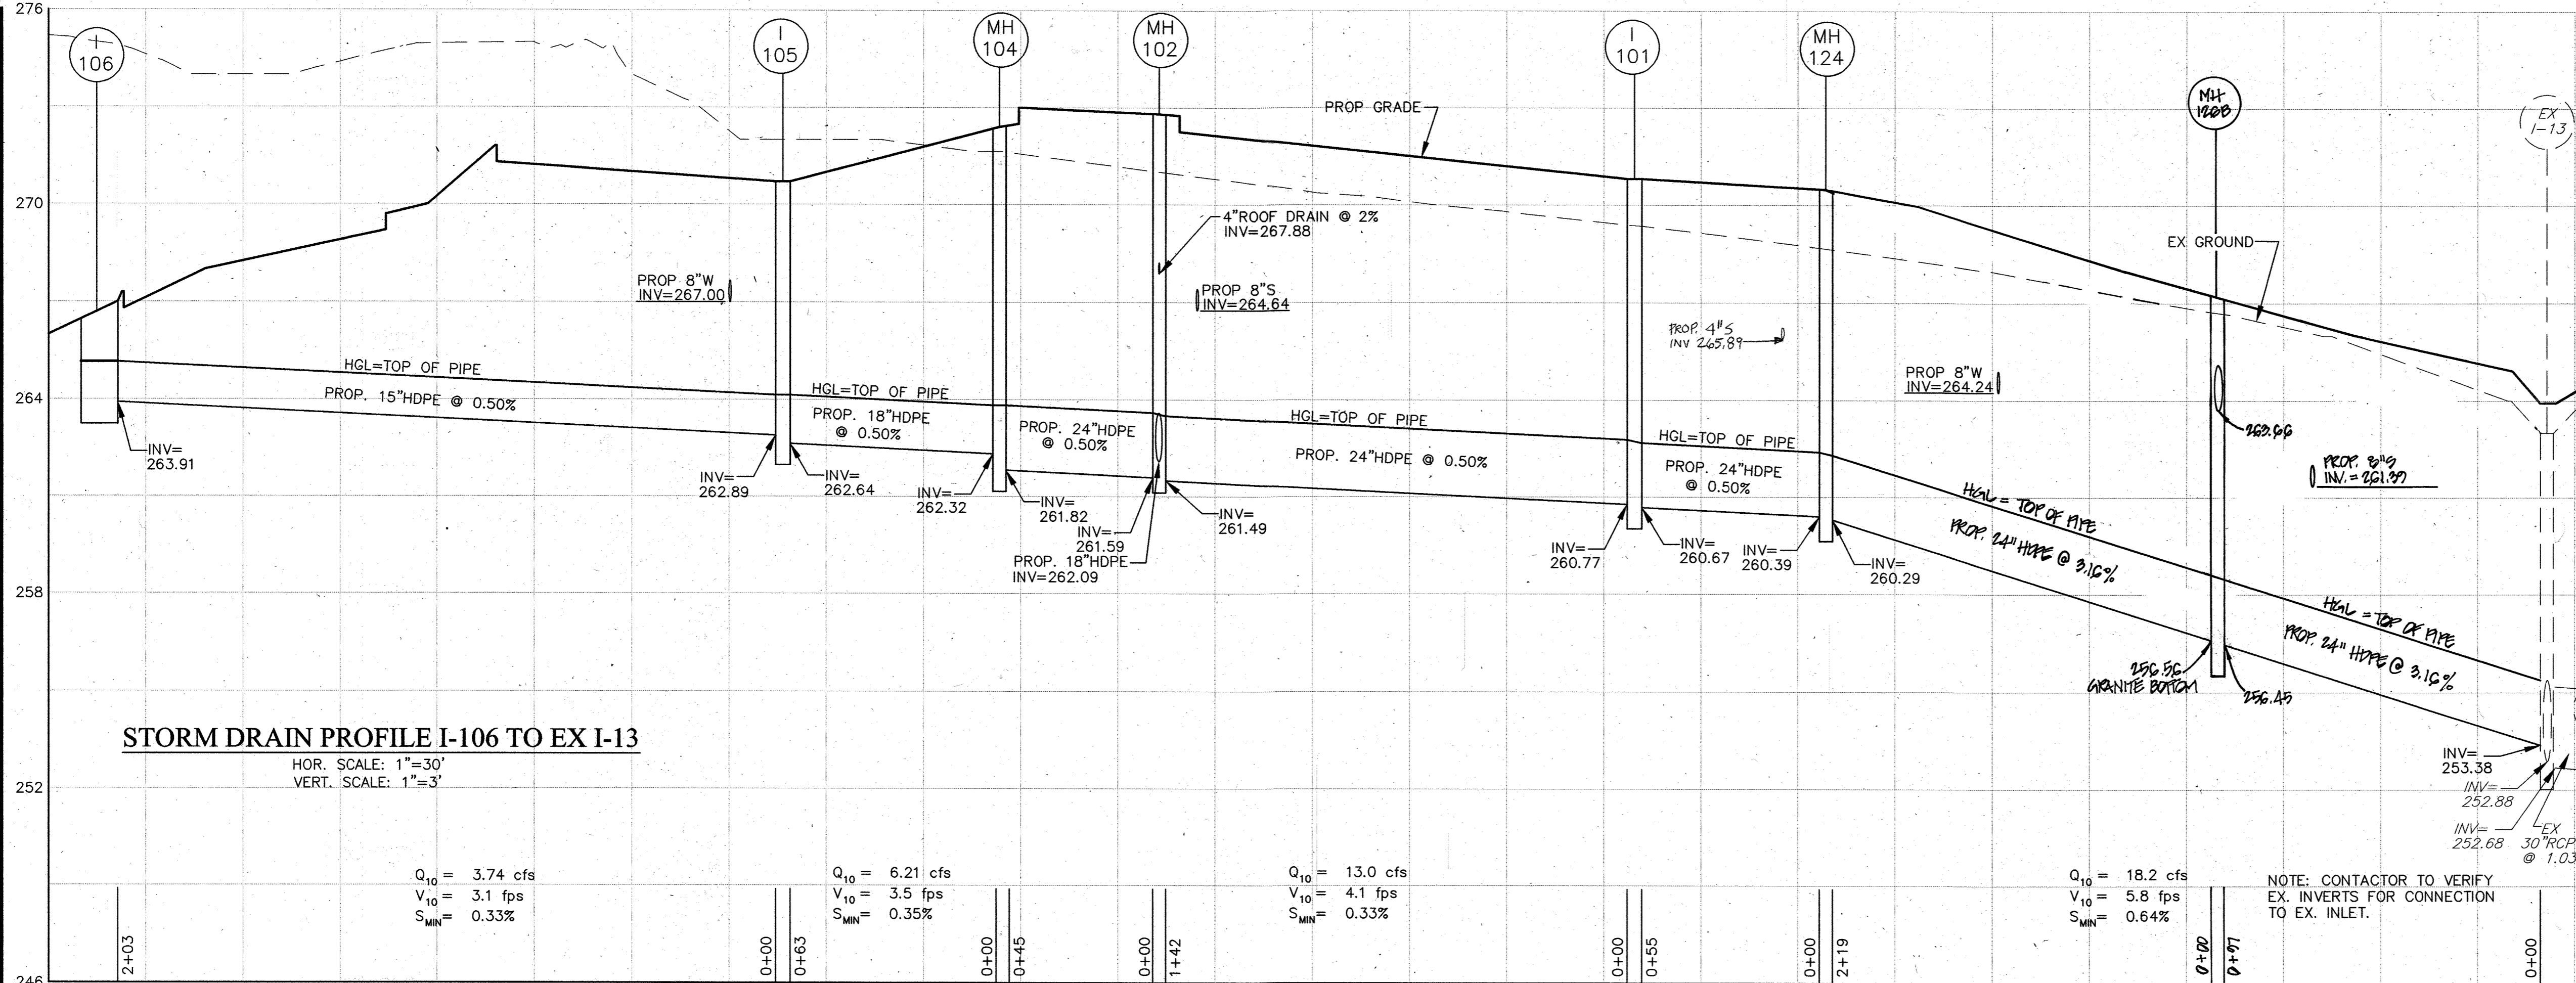 276
270
264
258
252
246
I
106
I
105
MH
104
MH
102
I
101
MH
124
MH
126B
EX
I-13
PROP GRADE
EX GROUND
4"ROOF DRAIN @ 2%
INV=267.88
PROP 8"W
INV=267.00
PROP 8"S
INV=264.64
PROP. 4"S
INV 265.89
PROP 8"W
INV=264.24
263.66
PROP. 8"S
INV.=261.39
HGL=TOP OF PIPE
PROP. 15"HDPE @ 0.50%
HGL=TOP OF PIPE
PROP. 18"HDPE
@ 0.50%
PROP. 24"HDPE
@ 0.50%
HGL=TOP OF PIPE
PROP. 24"HDPE @ 0.50%
HGL=TOP OF PIPE
PROP. 24"HDPE
@ 0.50%
HGL = TOP OF PIPE
PROP. 24" HDPE @ 3.16%
HGL = TOP OF PIPE
PROP. 24" HDPE @ 3.16%
INV=
263.91
INV=
262.89
INV=
262.64
INV=
262.32
INV=
261.82
INV=
261.59
PROP. 18"HDPE
INV=262.09
INV=
261.49
INV=
260.77
INV=
260.67
INV=
260.39
INV=
260.29
256.56
GRANITE BOTTOM
256.45
INV=
253.38
INV=
252.88
INV=
252.68
EX
30"RCP
@ 1.03
STORM DRAIN PROFILE I-106 TO EX I-13
HOR. SCALE: 1"=30'
VERT. SCALE: 1"=3'
Q10 = 3.74 cfs
V10 = 3.1 fps
SMIN= 0.33%
Q10 = 6.21 cfs
V10 = 3.5 fps
SMIN= 0.35%
Q10 = 13.0 cfs
V10 = 4.1 fps
SMIN= 0.33%
Q10 = 18.2 cfs
V10 = 5.8 fps
SMIN= 0.64%
NOTE: CONTACTOR TO VERIFY
EX. INVERTS FOR CONNECTION
TO EX. INLET.
2+03
0+00
0+63
0+00
0+45
0+00
1+42
0+00
0+55
0+00
2+19
0+00
0+97
0+00